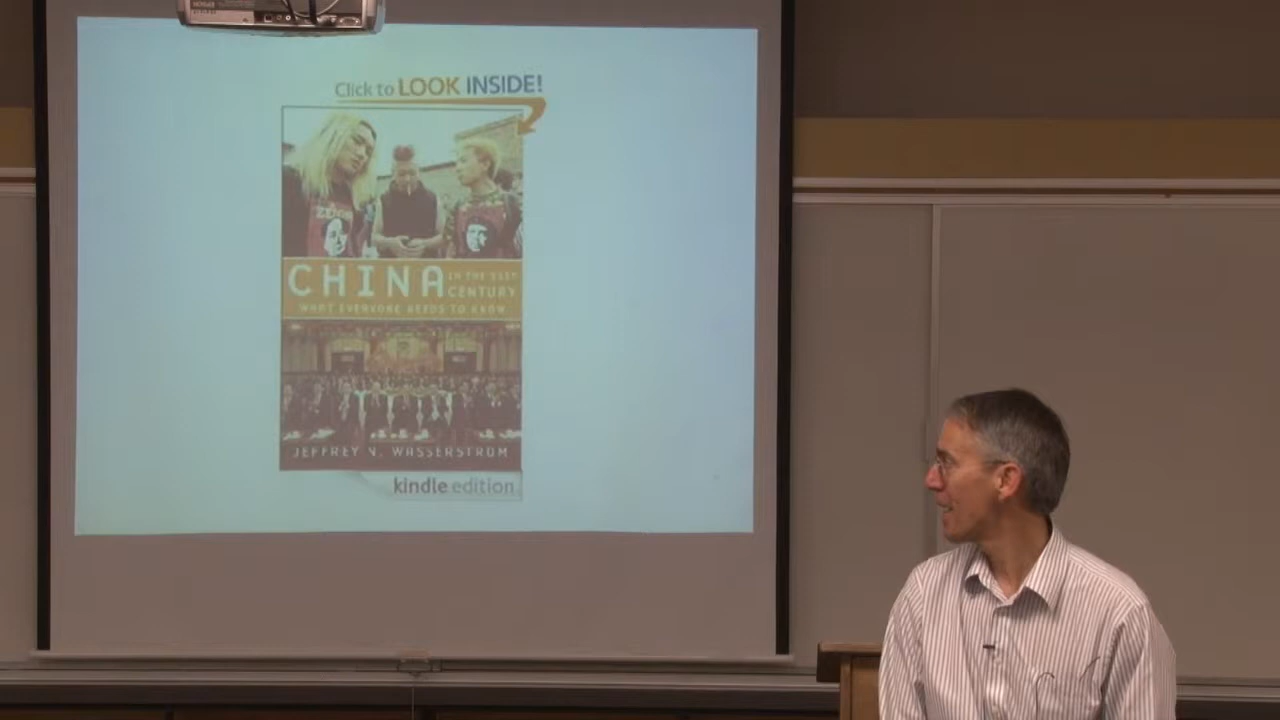 Click to LOOK INSIDE!
CHINA IN THE 21ST
CENTURY
WHAT EVERYONE NEEDS TO KNOW
JEFFREY N. WASSERSTROM
kindle edition